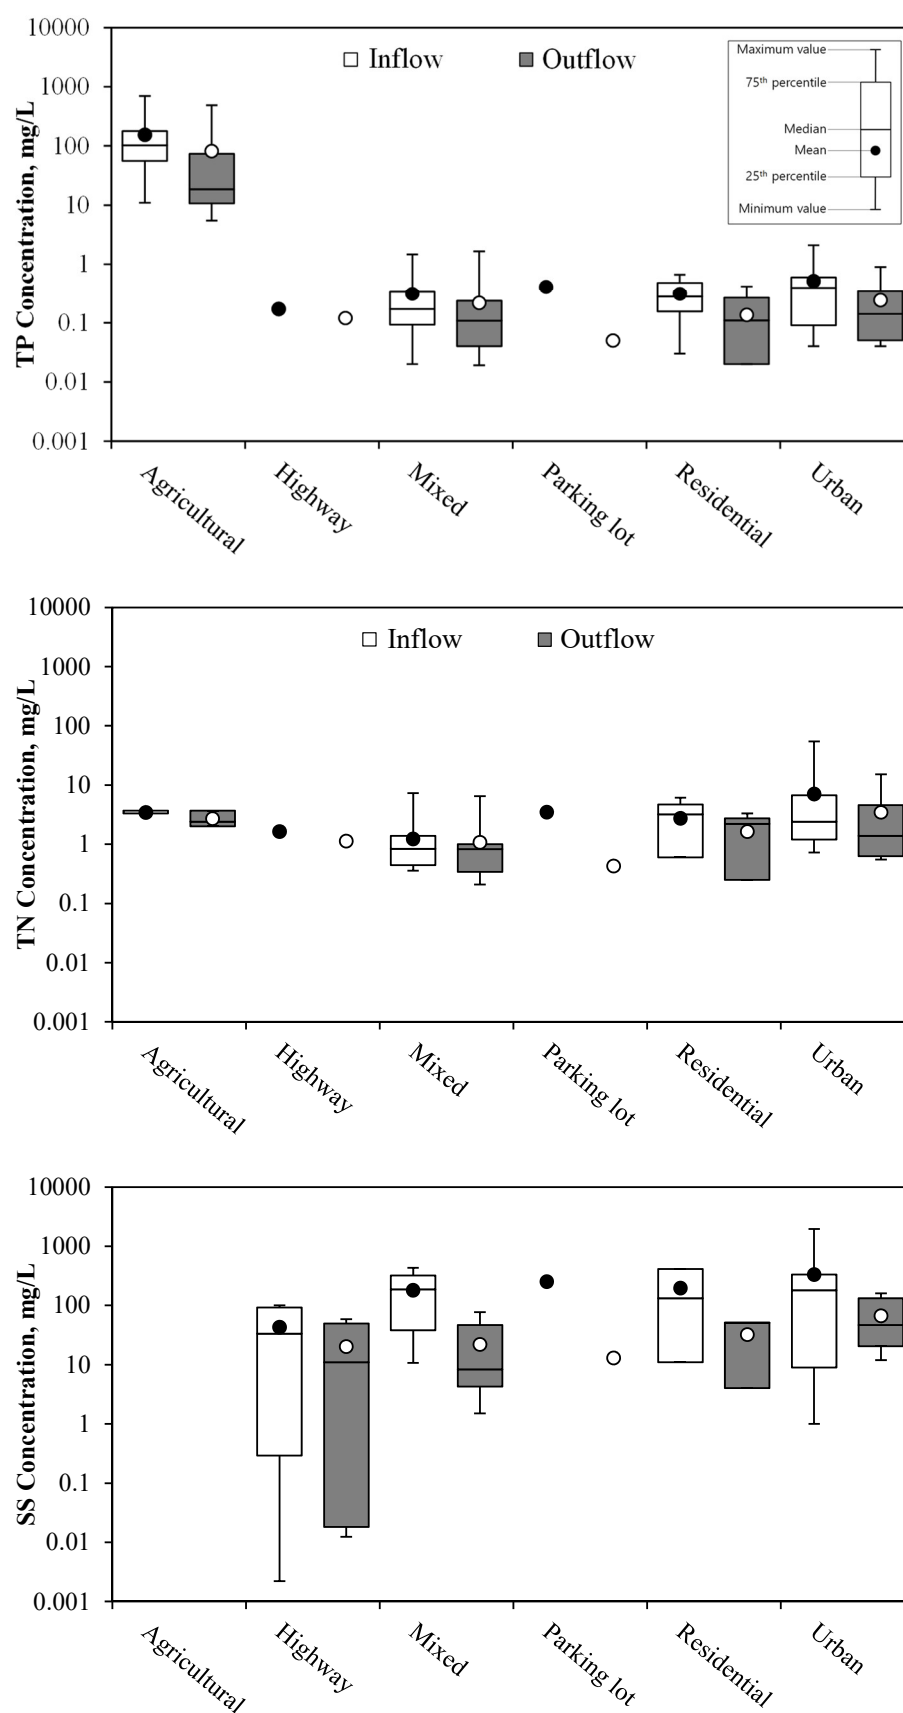 TP Concentration, mg/L
10000
1000
100
10
1
0.1
0.01
0.001
Inflow
Outflow
Maximum value
75th percentile
Median
Mean
25th percentile
Minimum value
Agricultural
Highway
Mixed
Parking lot
Residential
Urban
TN Concentration, mg/L
10000
1000
100
10
1
0.1
0.01
0.001
Inflow
Outflow
Agricultural
Highway
Mixed
Parking lot
Residential
Urban
SS Concentration, mg/L
10000
1000
100
10
1
0.1
0.01
0.001
Agricultural
Highway
Mixed
Parking lot
Residential
Urban